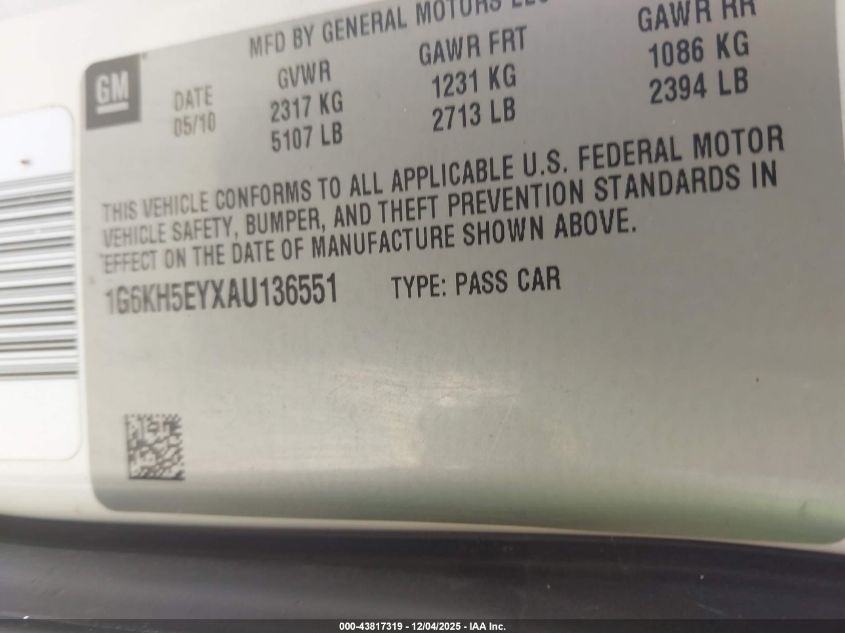 MFD BY GENERAL MOTORS LLC
GM
DATE
05/10
GVWR
2317 KG
5107 LB
GAWR FRT
1231 KG
2713 LB
GAWR RR
1086 KG
2394 LB
THIS VEHICLE CONFORMS TO ALL APPLICABLE U.S. FEDERAL MOTOR
VEHICLE SAFETY, BUMPER, AND THEFT PREVENTION STANDARDS IN
EFFECT ON THE DATE OF MANUFACTURE SHOWN ABOVE.
1G6KH5EYXAU136551 TYPE: PASS CAR
000-43817319 - 12/04/2025 - IAA Inc.